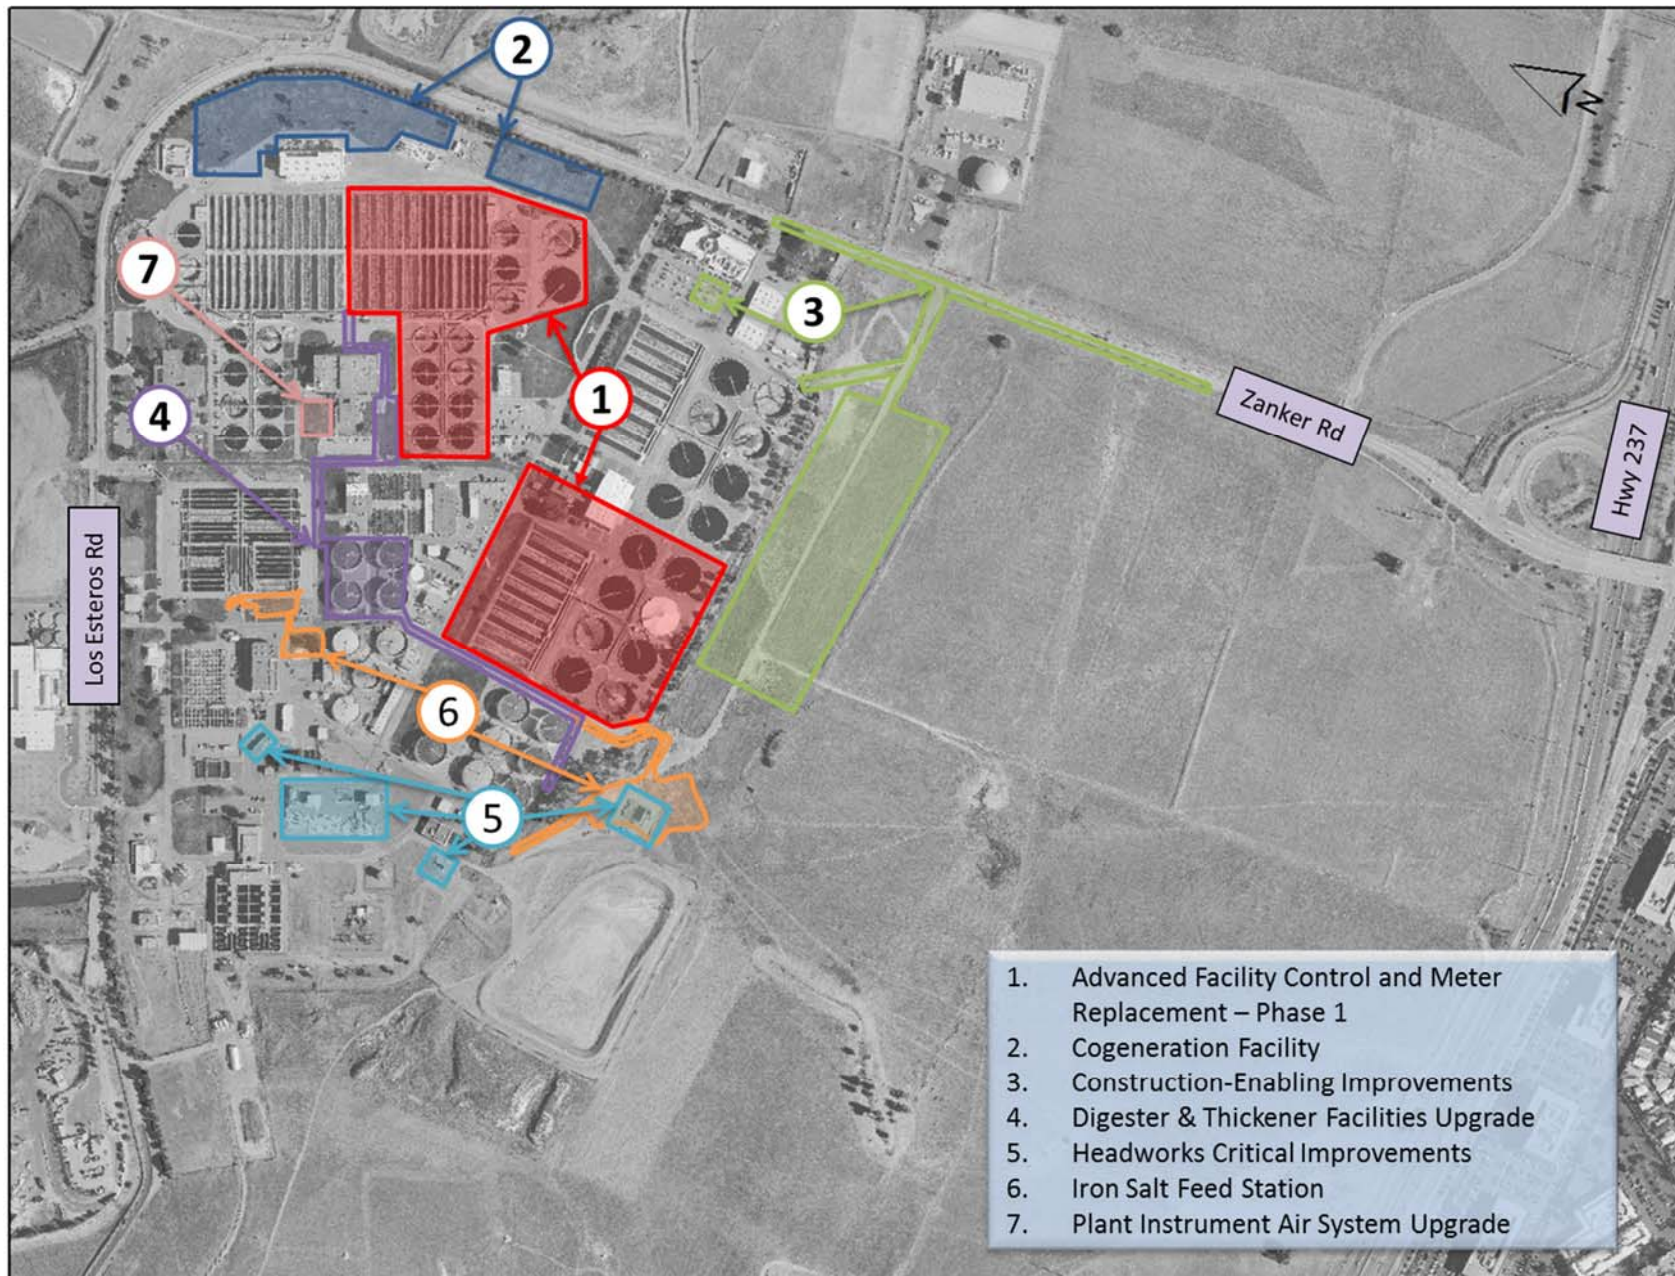 2
N
7
3
1
4
Zanker Rd
Hwy 237
Los Esteros Rd
6
5
1. Advanced Facility Control and Meter
Replacement – Phase 1
2. Cogeneration Facility
3. Construction-Enabling Improvements
4. Digester & Thickener Facilities Upgrade
5. Headworks Critical Improvements
6. Iron Salt Feed Station
7. Plant Instrument Air System Upgrade